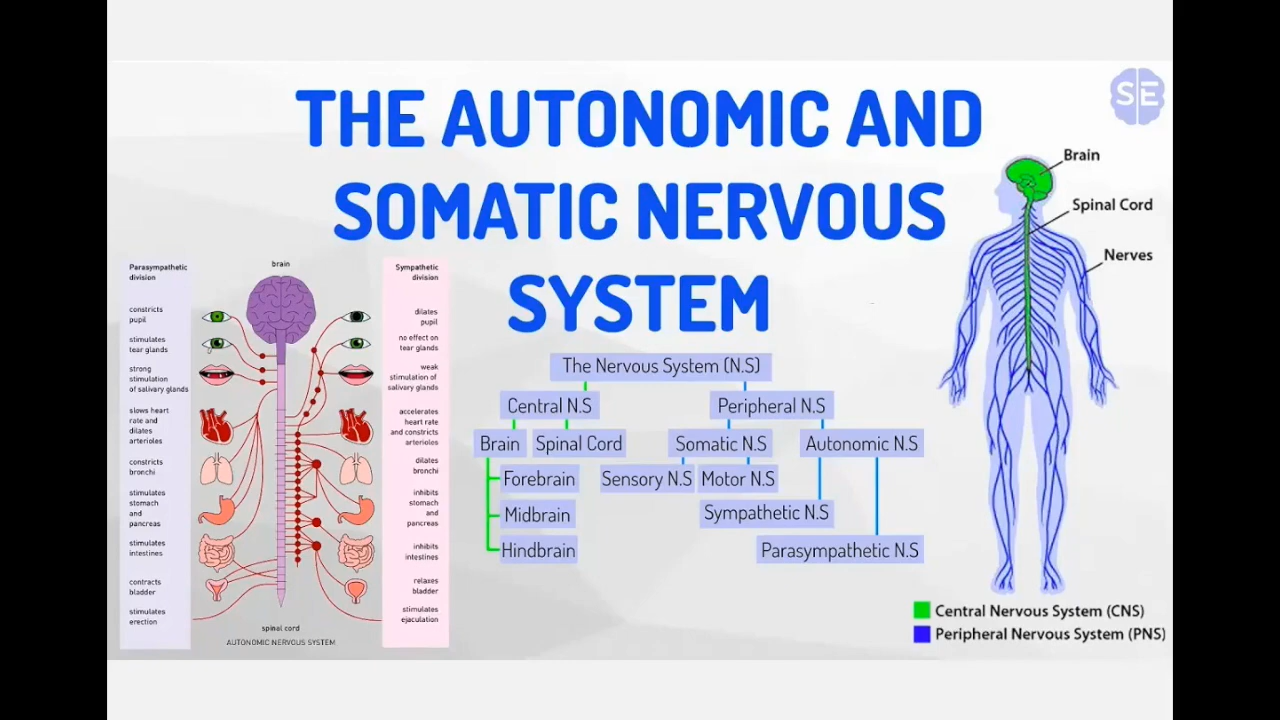 SE
THE AUTONOMIC AND
SOMATIC NERVOUS
SYSTEM
Parasympathetic
division
constricts
pupil
stimulates
tear glands
strong
stimulation
of salivary glands
slows heart
rate and
dilates
arterioles
constricts
bronchi
stimulates
stomach
and
pancreas
stimulates
intestines
contracts
bladder
stimulates
erection
brain
spinal cord
AUTONOMIC NERVOUS SYSTEM
Sympathetic
division
dilates
pupil
no effect on
tear glands
weak
stimulation of
salivary glands
accelerates
heart rate
and constricts
arterioles
dilates
bronchi
inhibits
stomach
and
pancreas
inhibits
intestines
relaxes
bladder
stimulates
ejaculation
The Nervous System (N.S)
Central N.S
Peripheral N.S
Brain
Spinal Cord
Somatic N.S
Autonomic N.S
Forebrain
Sensory N.S
Motor N.S
Midbrain
Sympathetic N.S
Hindbrain
Parasympathetic N.S
Brain
Spinal Cord
Nerves
Central Nervous System (CNS)
Peripheral Nervous System (PNS)